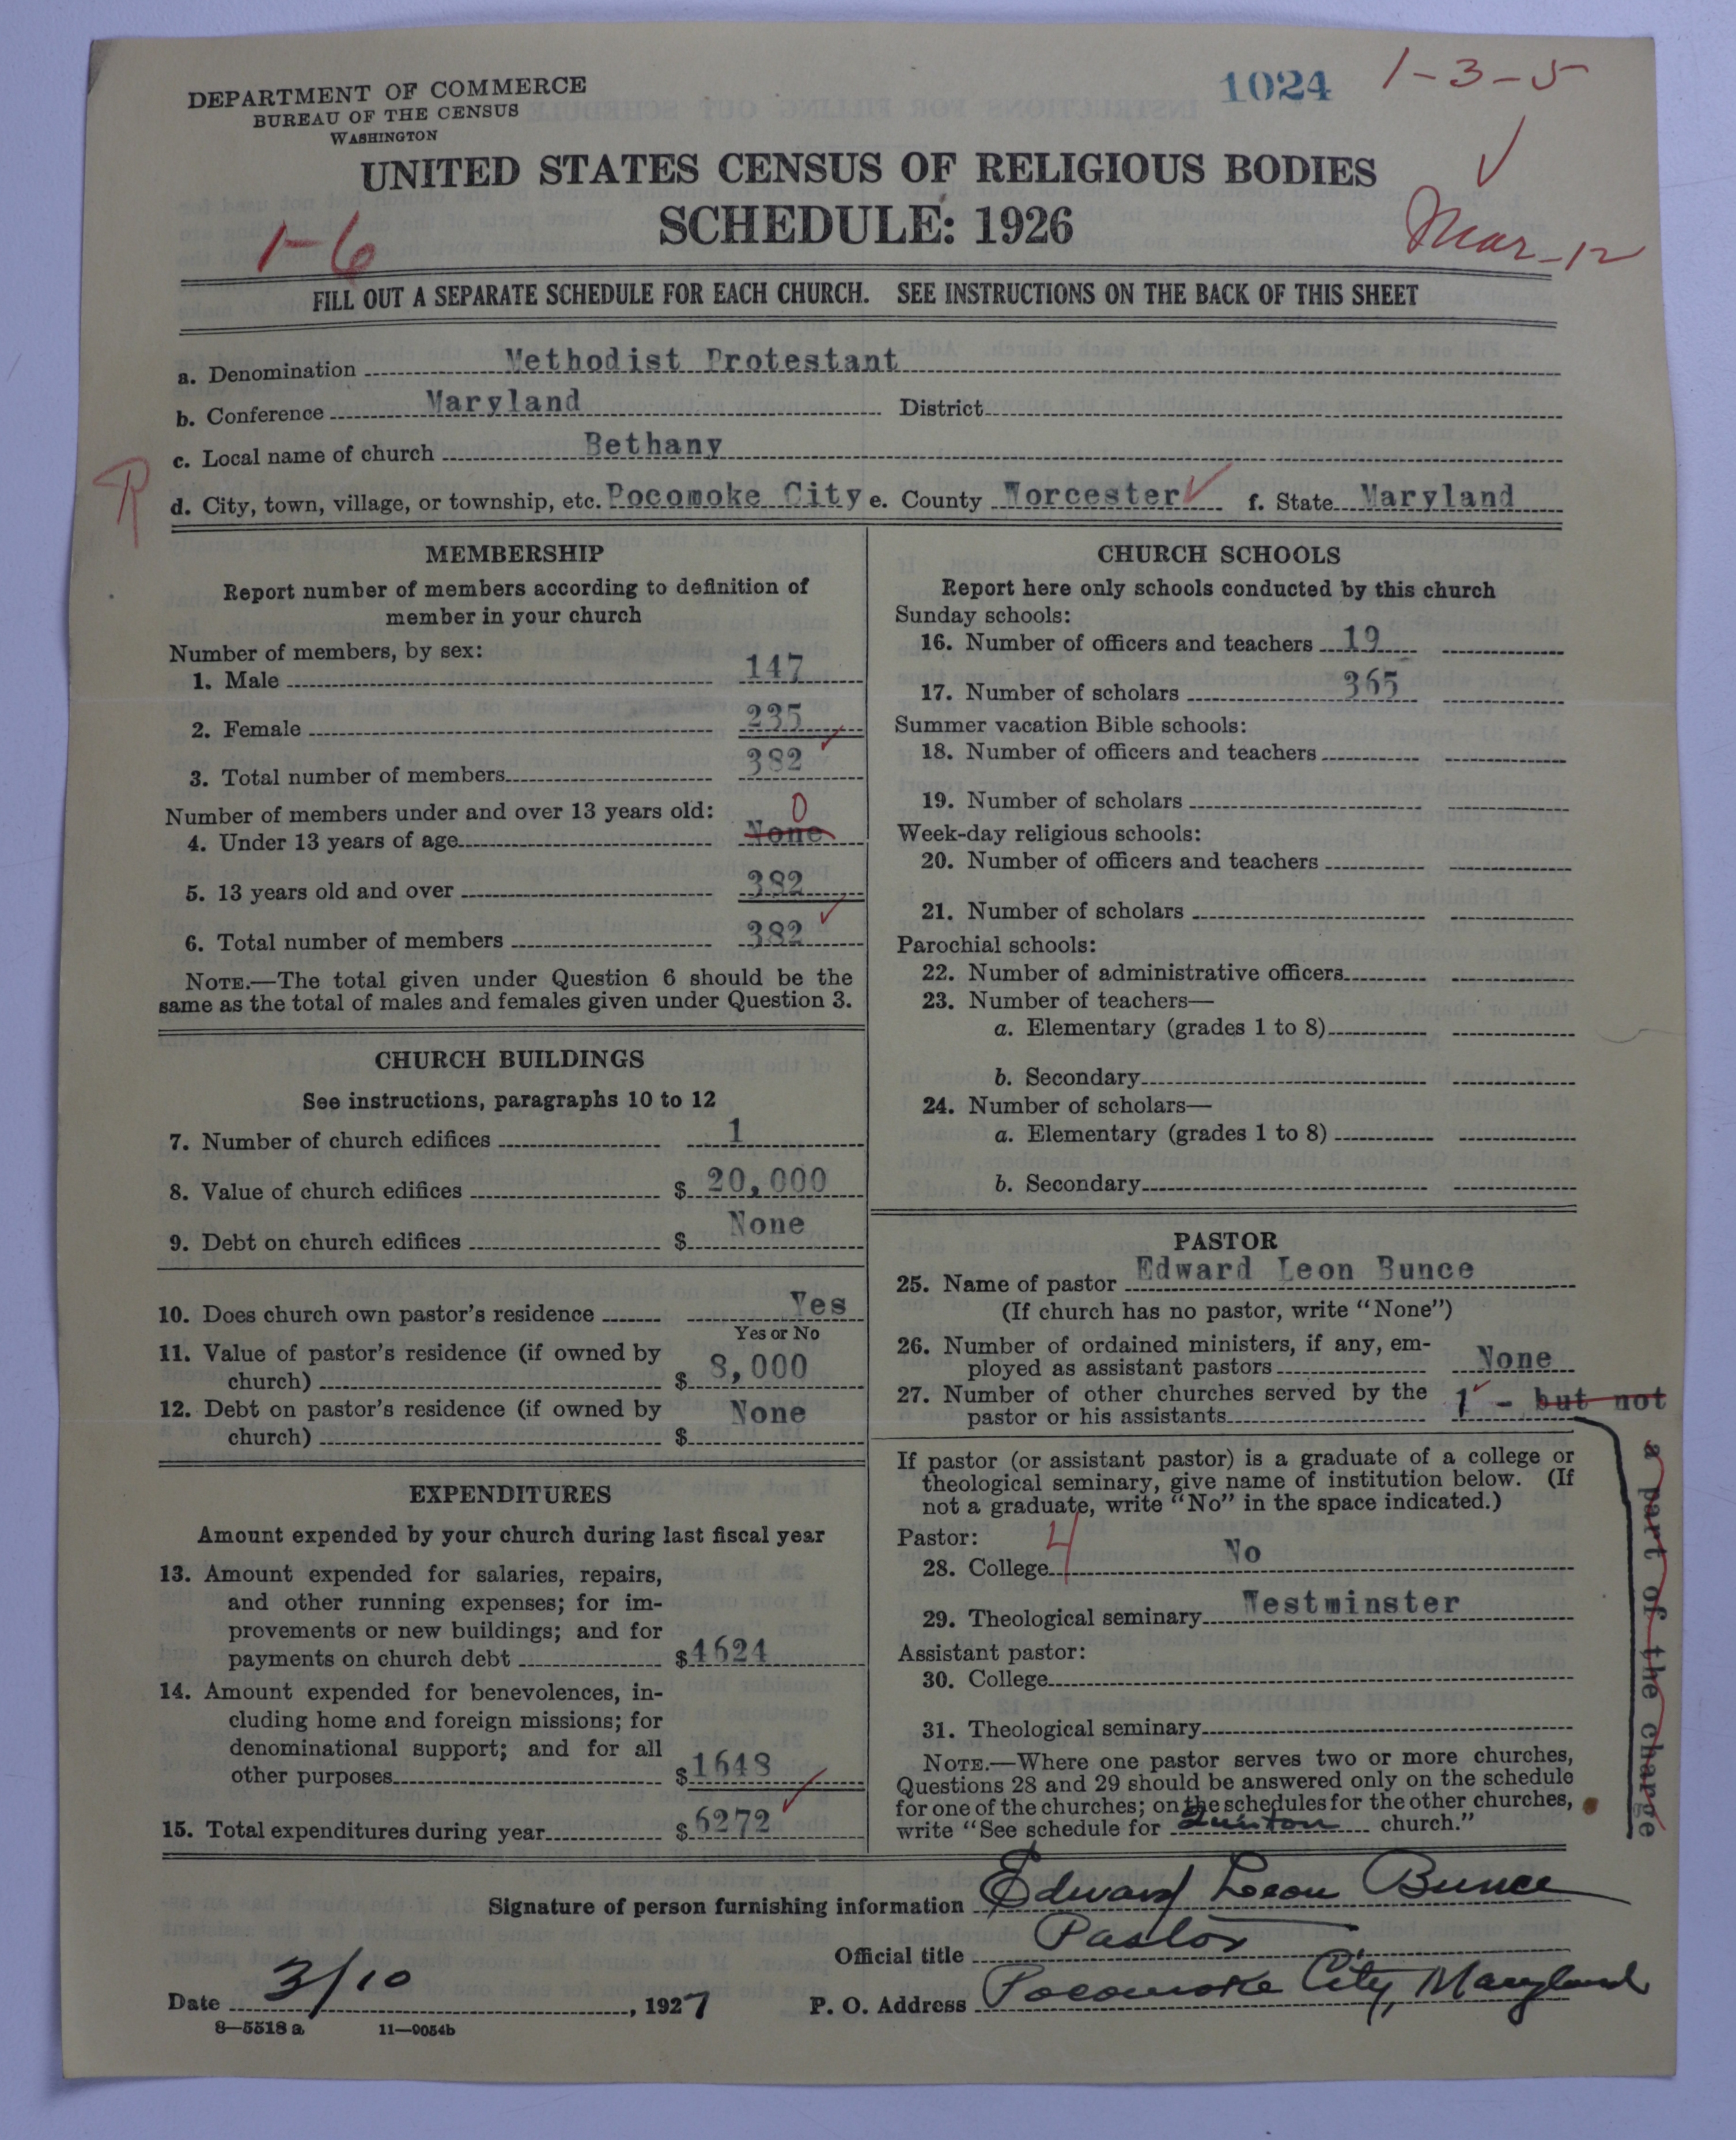 DEPARTMENT OF COMMERCE
BUREAU OF THE CENSUS
WASHINGTON
1024
1-3-5
UNITED STATES CENSUS OF RELIGIOUS BODIES
SCHEDULE: 1926
1-6
Mar-12
FILL OUT A SEPARATE SCHEDULE FOR EACH CHURCH. SEE INSTRUCTIONS ON THE BACK OF THIS SHEET
a. Denomination Methodist Protestant
b. Conference Maryland District
c. Local name of church Bethany
R
d. City, town, village, or township, etc. Pocomoke City e. County Worcester f. State Maryland
MEMBERSHIP
Report number of members according to definition of
member in your church
Number of members, by sex:
1. Male 147
2. Female 235
3. Total number of members 382
Number of members under and over 13 years old:
0
4. Under 13 years of age None
5. 13 years old and over 382
6. Total number of members 382
NOTE.—The total given under Question 6 should be the
same as the total of males and females given under Question 3.
CHURCH BUILDINGS
See instructions, paragraphs 10 to 12
7. Number of church edifices 1
8. Value of church edifices $ 20,000
9. Debt on church edifices $ None
10. Does church own pastor's residence Yes
Yes or No
11. Value of pastor's residence (if owned by
church) $ 8,000
12. Debt on pastor's residence (if owned by
church) $ None
EXPENDITURES
Amount expended by your church during last fiscal year
13. Amount expended for salaries, repairs,
and other running expenses; for im-
provements or new buildings; and for
payments on church debt $ 4624
14. Amount expended for benevolences, in-
cluding home and foreign missions; for
denominational support; and for all
other purposes $ 1648
15. Total expenditures during year $ 6272
CHURCH SCHOOLS
Report here only schools conducted by this church
Sunday schools:
16. Number of officers and teachers 19
17. Number of scholars 365
Summer vacation Bible schools:
18. Number of officers and teachers
19. Number of scholars
Week-day religious schools:
20. Number of officers and teachers
21. Number of scholars
Parochial schools:
22. Number of administrative officers
23. Number of teachers—
a. Elementary (grades 1 to 8)
b. Secondary
24. Number of scholars—
a. Elementary (grades 1 to 8)
b. Secondary
PASTOR
25. Name of pastor Edward Leon Bunce
(If church has no pastor, write "None")
26. Number of ordained ministers, if any, em-
ployed as assistant pastors None
27. Number of other churches served by the
pastor or his assistants 1 - but not
a part of the charge
If pastor (or assistant pastor) is a graduate of a college or
theological seminary, give name of institution below. (If
not a graduate, write "No" in the space indicated.)
Pastor: 4
28. College No
29. Theological seminary Westminster
Assistant pastor:
30. College
31. Theological seminary
NOTE.—Where one pastor serves two or more churches,
Questions 28 and 29 should be answered only on the schedule
for one of the churches; on the schedules for the other churches,
write "See schedule for Quinton church."
Signature of person furnishing information Edward Leon Bunce
Official title Pastor
Date 3/10, 1927 P. O. Address Pocomoke City, Maryland
8—5518 a 11—9054b